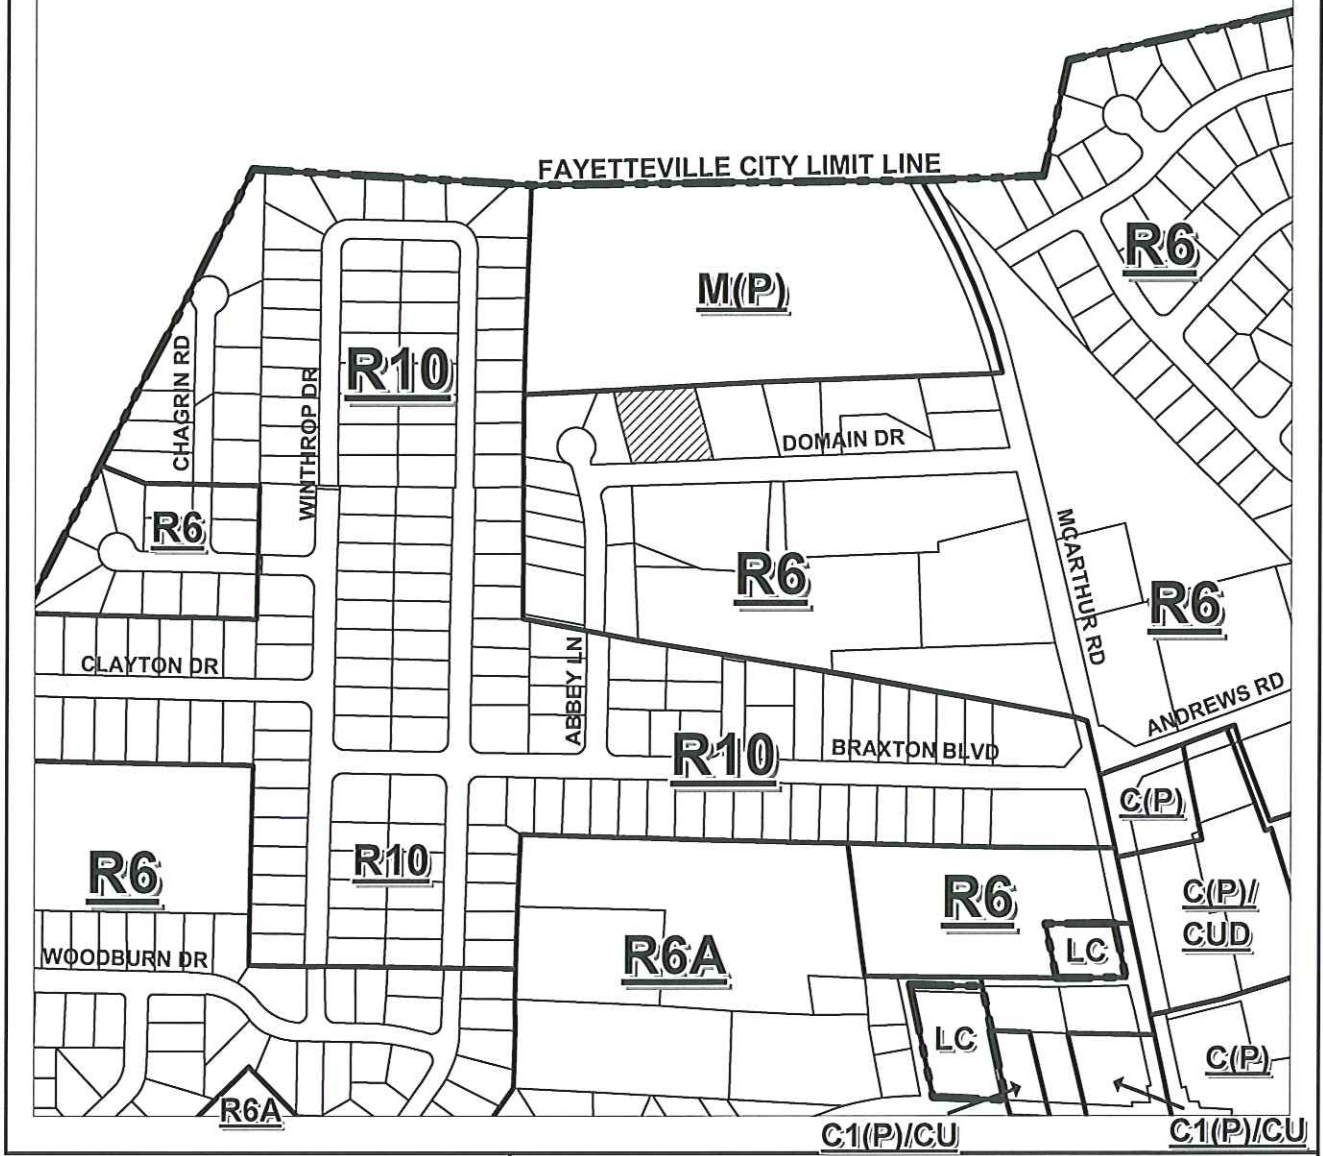 FAYETTEVILLE CITY LIMIT LINE
R6
M(P)
R10
CHAGRIN RD
WINTHROP DR
DOMAIN DR
R6
R6
MCARTHUR RD
R6
CLAYTON DR
ABBEY LN
ANDREWS RD
R10
BRAXTON BLVD
C(P)
R6
R10
R6
C(P)/
CUD
R6A
LC
WOODBURN DR
LC
C(P)
R6A
C1(P)/CU
C1(P)/CU